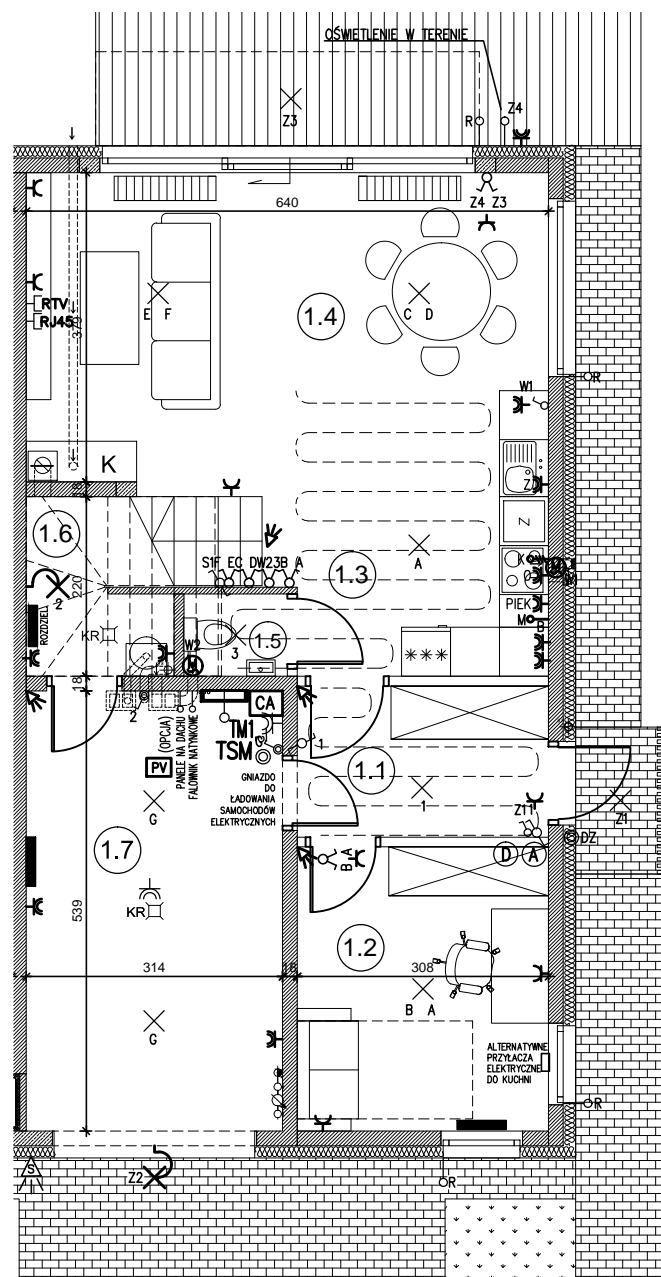 OŚWIETLENIE W TERENIE
Z3
R
Z4
640
Z4 Z3
RTV
RJ45
379
E F
1.4
C D
R
W1
K
Z
Z
18
1.6
S1F EC DW23B A
1.3
A
K
PIEK
M
B
220
2
ROZDZIEL
KR
W2
M
3
1.5
18
2
(OPCJA)
PV
PANELE NA DACHU
FALOWNIK NATYNKOWE
CA
TM1
TSM
1
GNIAZDO
DO
ŁADOWANIA
SAMOCHODÓW
ELEKTRYCZNYCH
1.1
1
Z1
Z11
DZ
G
1.7
B A
D A
KR
539
1.2
314
308
B A
G
ALTERNATYWNE
PRZYŁĄCZA
ELEKTRYCZNE
DO KUCHNI
R
Z2
S
R